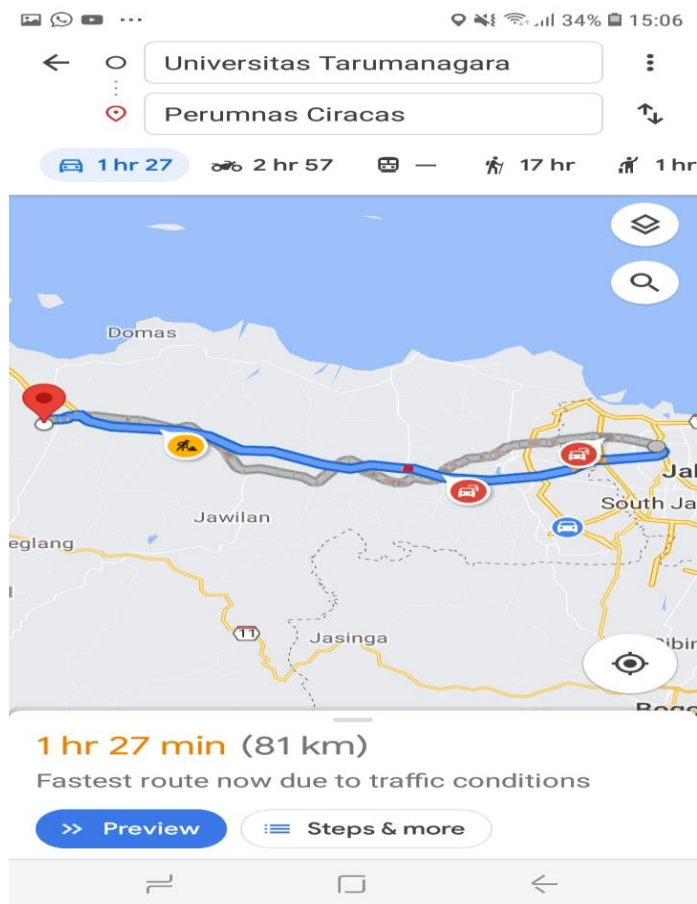 34% 15:06
Universitas Tarumanagara
Perumnas Ciracas
1 hr 27 2 hr 57 — 17 hr 1 hr
Domas
Jal
South Ja
Jawilan
eglang
11
Jasinga
ibin
Bogo
1 hr 27 min (81 km)
Fastest route now due to traffic conditions
Preview Steps & more